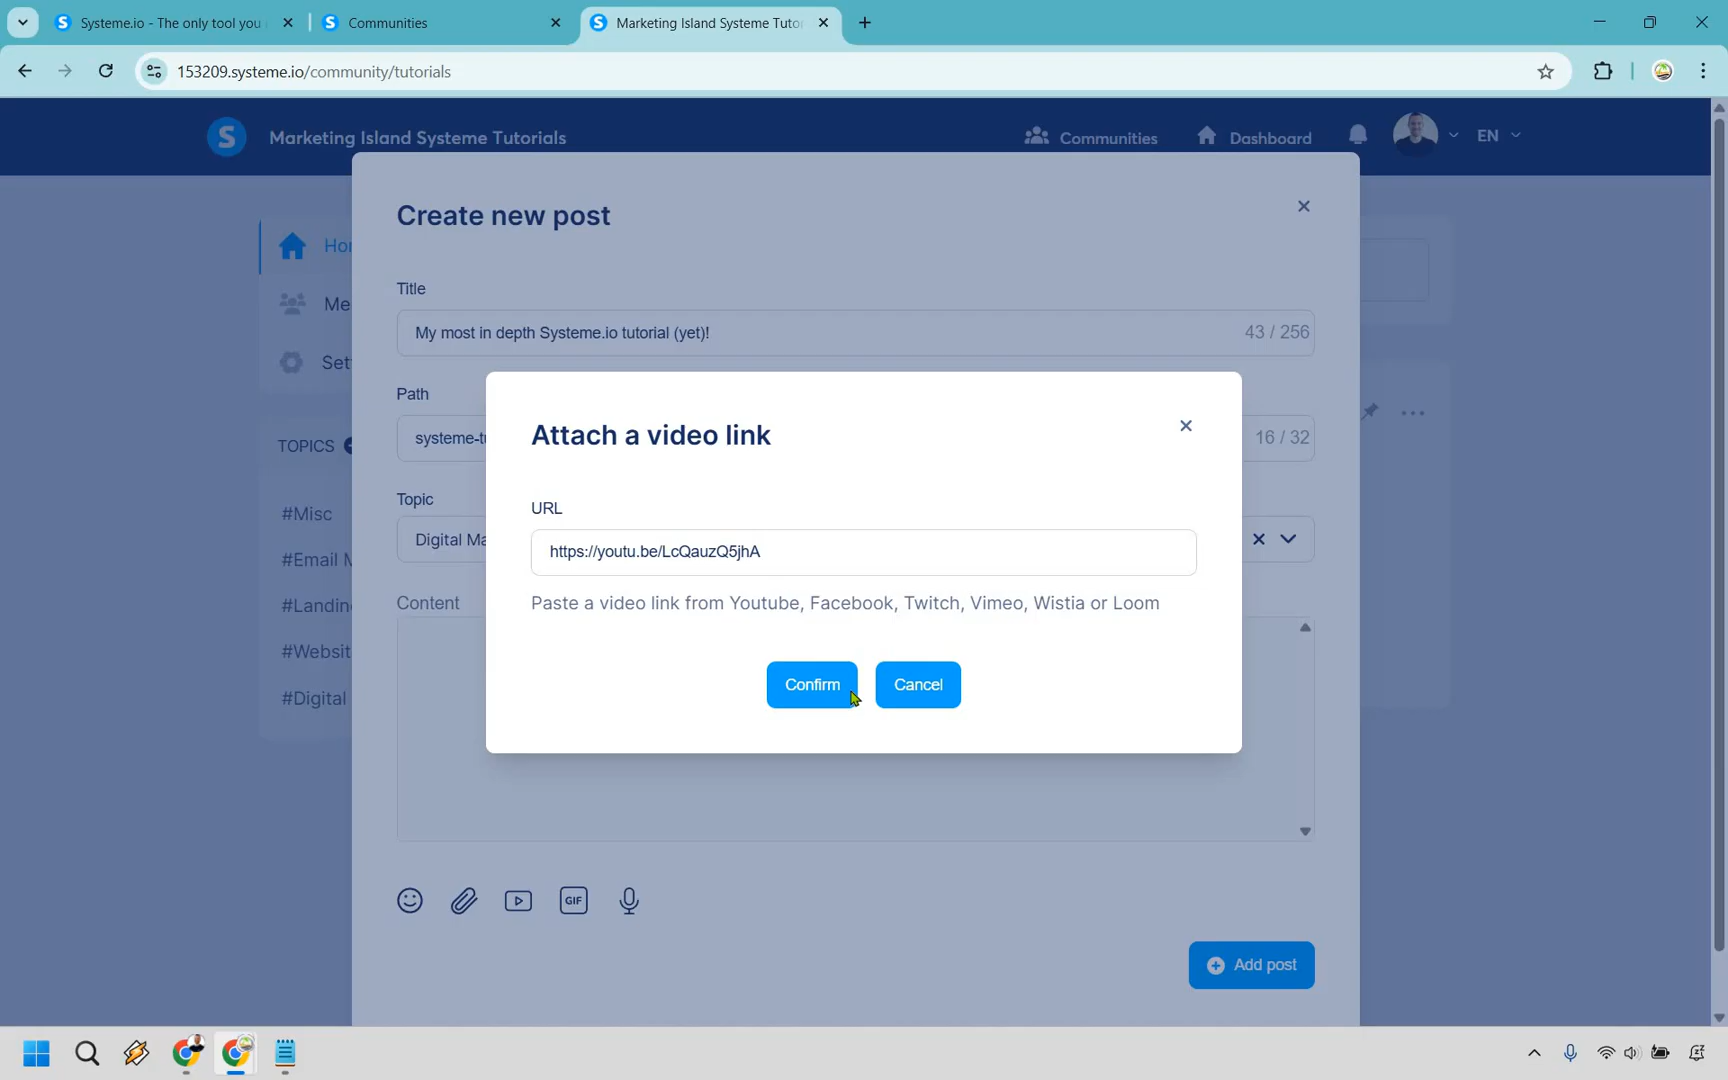 Systeme.io - The only tool you
Communities
Marketing Island Systeme Tuto
153209.systeme.io/community/tutorials
S Marketing Island Systeme Tutorials
Communities
Dashboard
EN
Create new post
Title
My most in depth Systeme.io tutorial (yet)!
43 / 256
Path
systeme-tu
16 / 32
Topic
Digital Ma
Content
Hor
Me
Set
TOPICS
#Misc
#Email M
#Landin
#Websit
#Digital
Attach a video link
URL
https://youtu.be/LcQauzQ5jhA
Paste a video link from Youtube, Facebook, Twitch, Vimeo, Wistia or Loom
Confirm
Cancel
GIF
Add post